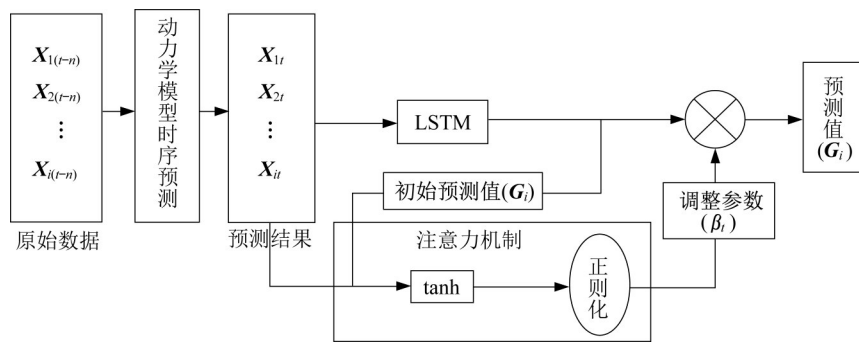 X1(t−n)
X2(t−n)
⋮
Xi(t−n)
原始数据
动力学模型时序预测
X1t
X2t
⋮
Xit
预测结果
LSTM
初始预测值(Gi)
注意力机制
tanh
正则化
调整参数
(βt)
预测值
(Gi)